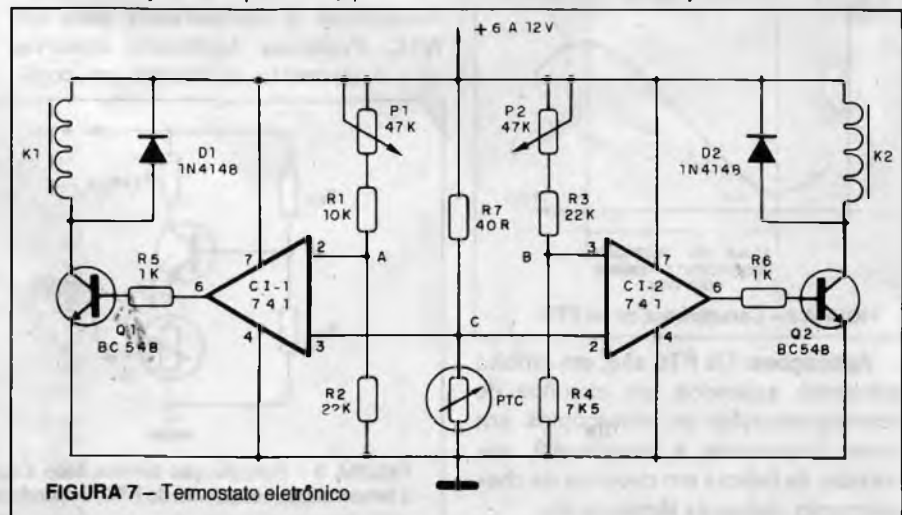 + 6 A 12V
P1
47K
P2
47K
K1
D1
1N4148
D2
1N4148
K2
R1
10K
R7
40R
R3
22K
R5
1K
7
2
A
B
3
7
R6
1K
6
CI-1
741
CI-2
741
6
4
3
C
2
4
Q1
BC 548
Q2
BC548
R2
PTC
R4
7K5
FIGURA 7 – Termostato eletrônico